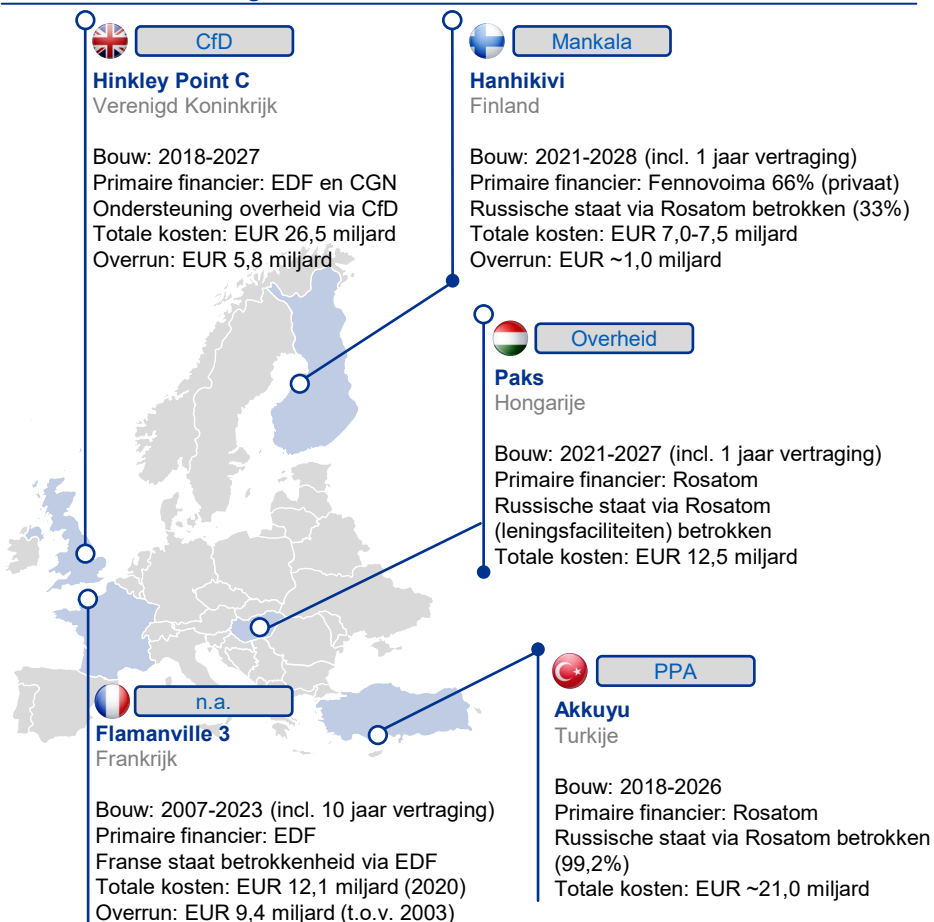 CfD
Hinkley Point C
Verenigd Koninkrijk
Bouw: 2018-2027
Primaire financier: EDF en CGN
Ondersteuning overheid via CfD
Totale kosten: EUR 26,5 miljard
Overrun: EUR 5,8 miljard
Mankala
Hanhikivi
Finland
Bouw: 2021-2028 (incl. 1 jaar vertraging)
Primaire financier: Fennovoima 66% (privaat)
Russische staat via Rosatom betrokken (33%)
Totale kosten: EUR 7,0-7,5 miljard
Overrun: EUR ~1,0 miljard
Overheid
Paks
Hongarije
Bouw: 2021-2027 (incl. 1 jaar vertraging)
Primaire financier: Rosatom
Russische staat via Rosatom
(leningsfaciliteiten) betrokken
Totale kosten: EUR 12,5 miljard
n.a.
Flamanville 3
Frankrijk
Bouw: 2007-2023 (incl. 10 jaar vertraging)
Primaire financier: EDF
Franse staat betrokkenheid via EDF
Totale kosten: EUR 12,1 miljard (2020)
Overrun: EUR 9,4 miljard (t.o.v. 2003)
PPA
Akkuyu
Turkije
Bouw: 2018-2026
Primaire financier: Rosatom
Russische staat via Rosatom betrokken
(99,2%)
Totale kosten: EUR ~21,0 miljard